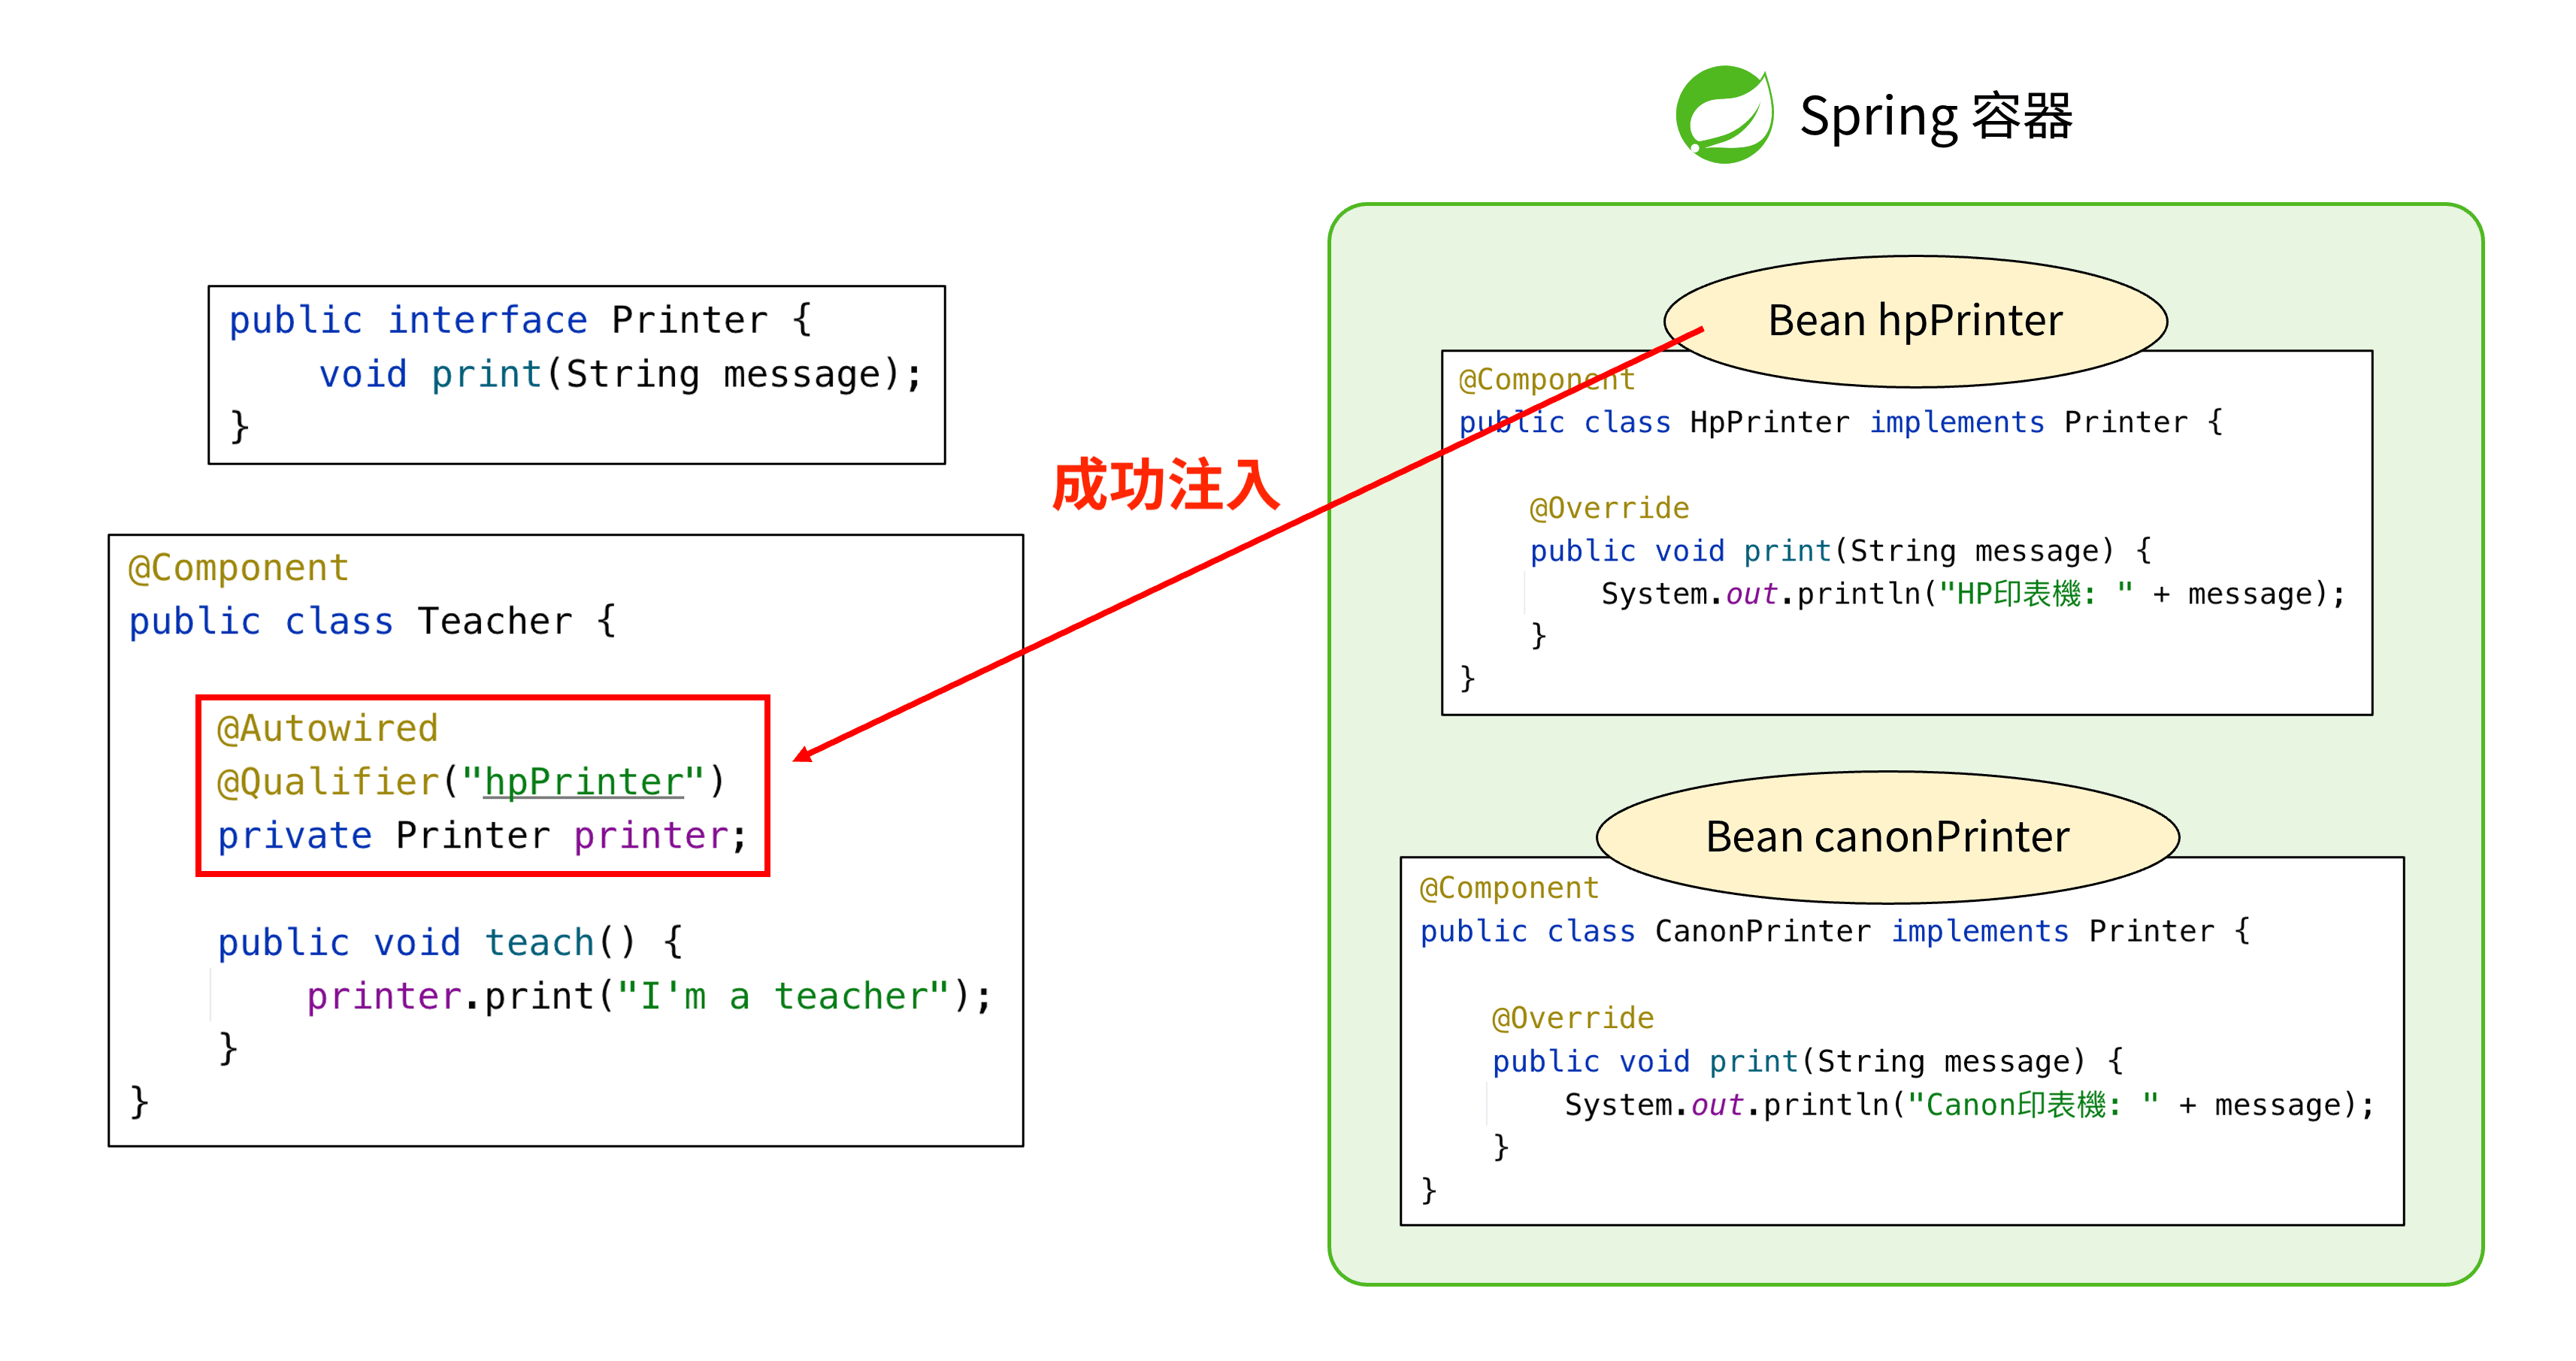 Spring 容器
public interface Printer {
    void print(String message);
}
成功注入
@Component
public class Teacher {
    @Autowired
    @Qualifier("hpPrinter")
    private Printer printer;
    public void teach() {
        printer.print("I'm a teacher");
    }
}
Bean hpPrinter
@Component
public class HpPrinter implements Printer {
    @Override
    public void print(String message) {
        System.out.println("HP印表機: " + message);
    }
}
Bean canonPrinter
@Component
public class CanonPrinter implements Printer {
    @Override
    public void print(String message) {
        System.out.println("Canon印表機: " + message);
    }
}